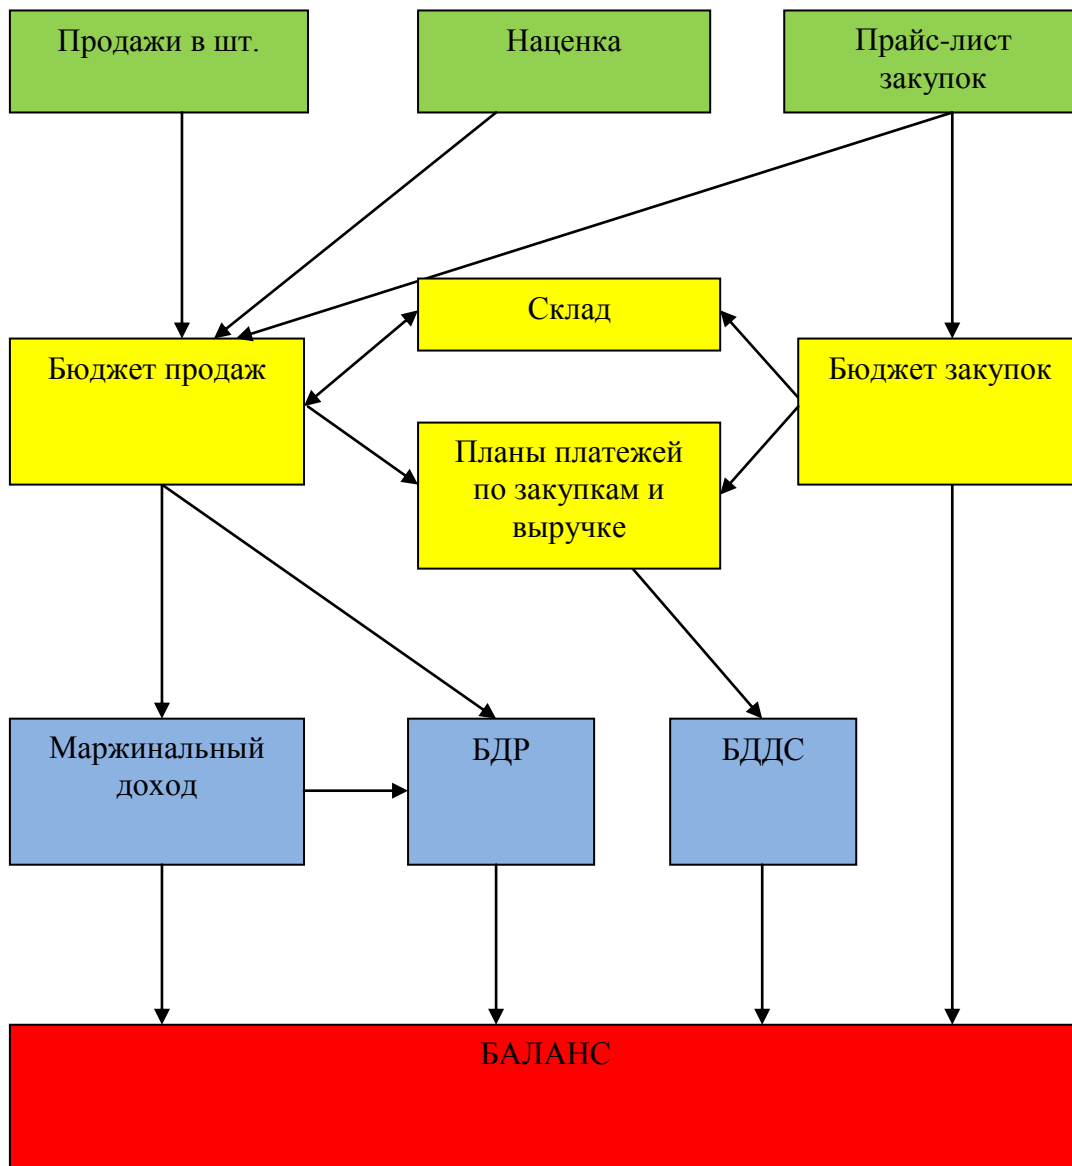 Продажи в шт.
Наценка
Прайс-лист
закупок
Склад
Бюджет продаж
Бюджет закупок
Планы платежей
по закупкам и
выручке
Маржинальный
доход
БДР
БДДС
БАЛАНС